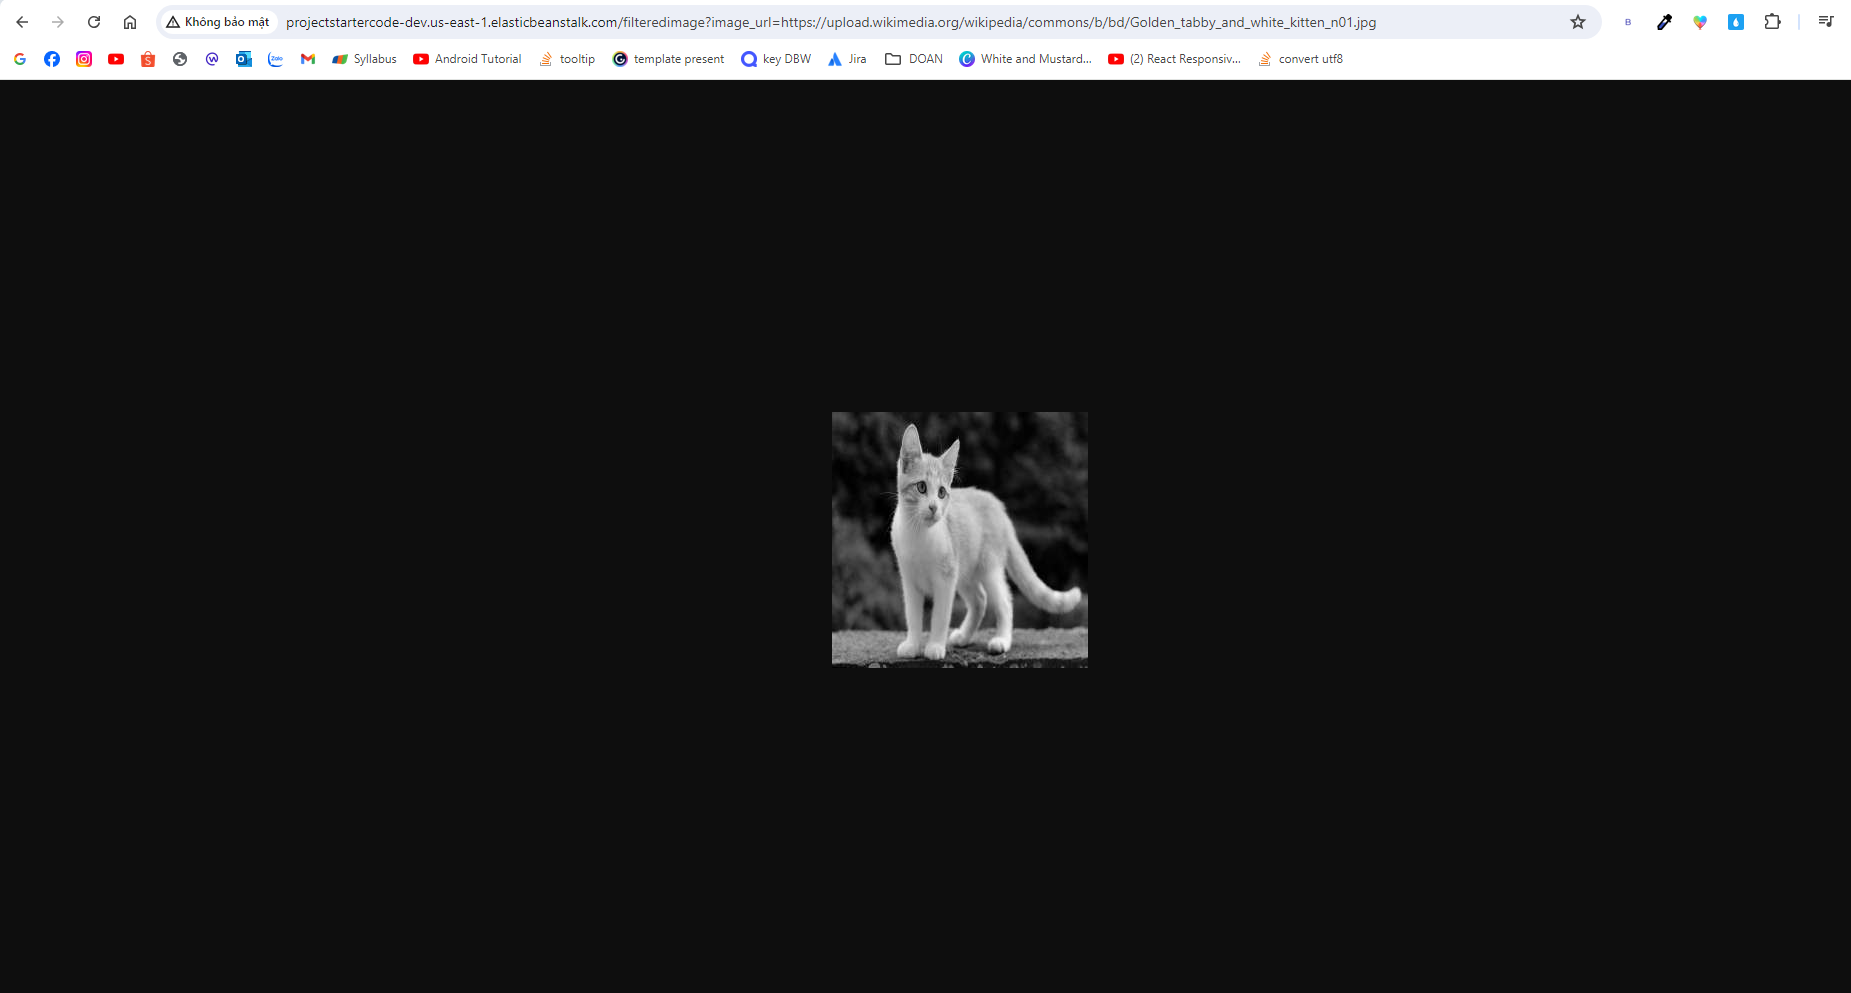 Không bảo mật projectstartercode-dev.us-east-1.elasticbeanstalk.com/filteredimage?image_url=https://upload.wikimedia.org/wikipedia/commons/b/bd/Golden_tabby_and_white_kitten_n01.jpg
Syllabus Android Tutorial tooltip template present key DBW Jira DOAN White and Mustard... (2) React Responsiv... convert utf8